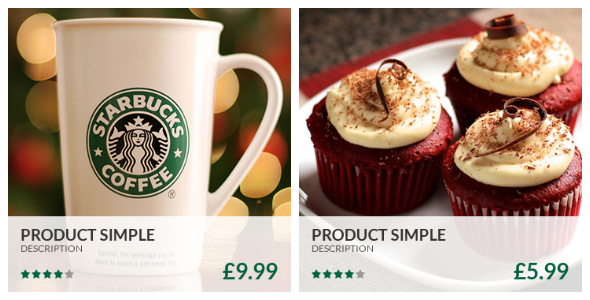 STARBUCKS
COFFEE
®
PRODUCT SIMPLE
DESCRIPTION
£9.99
PRODUCT SIMPLE
DESCRIPTION
£5.99